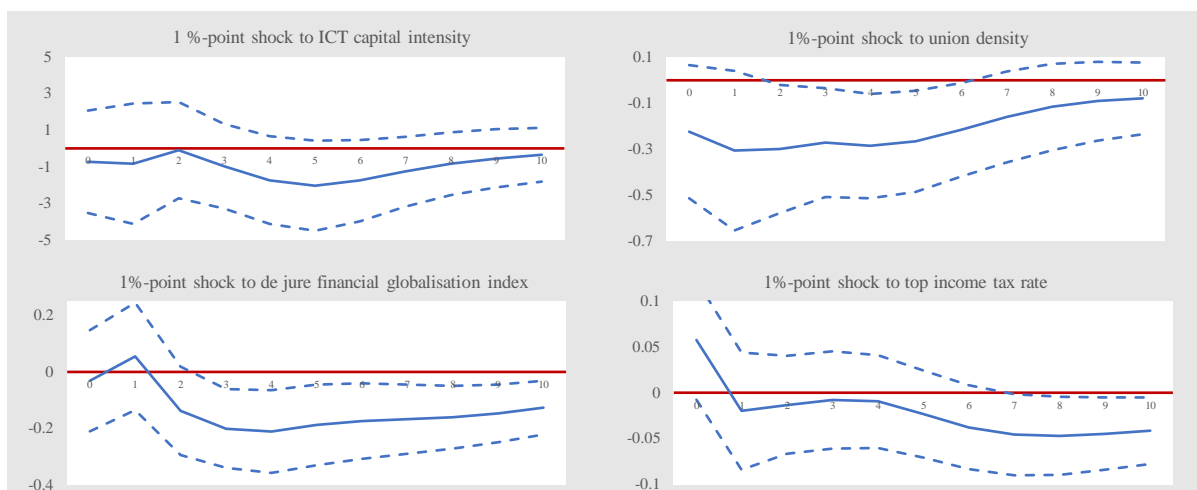 1 %-point shock to ICT capital intensity
5
3
1
-1
-3
-5
0 1 2 3 4 5 6 7 8 9 10
1%-point shock to union density
0.1
-0.1
-0.3
-0.5
-0.7
0 1 2 3 4 5 6 7 8 9 10
1%-point shock to de jure financial globalisation index
0.2
0
-0.2
-0.4
0 1 2 3 4 5 6 7 8 9 10
1%-point shock to top income tax rate
0.1
0.05
0
-0.05
-0.1
0 1 2 3 4 5 6 7 8 9 10